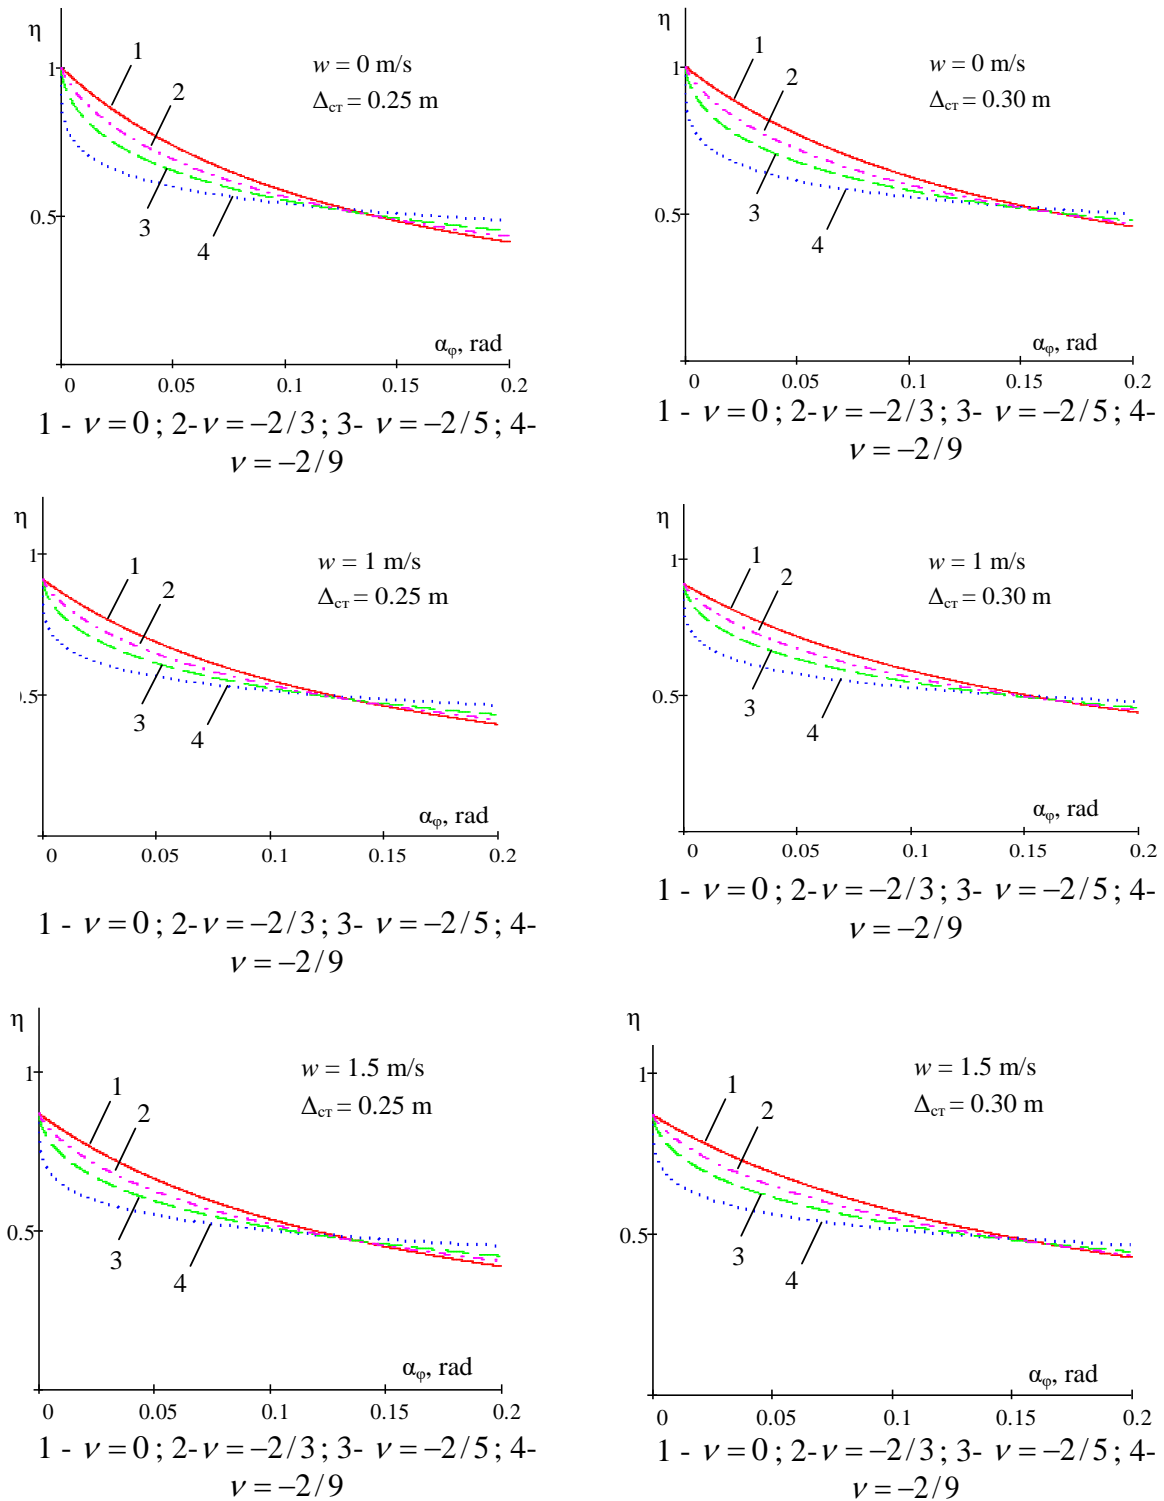 η
1
1
2
w = 0 m/s
Δст = 0.25 m
0.5
3
4
αφ, rad
0
0.05
0.1
0.15
0.2
1 - ν = 0 ; 2- ν = −2/3 ; 3- ν = −2/5 ; 4-
ν = −2/9
η
1
1
2
w = 0 m/s
Δст = 0.30 m
0.5
3
4
αφ, rad
0
0.05
0.1
0.15
0.2
1 - ν = 0 ; 2- ν = −2/3 ; 3- ν = −2/5 ; 4-
ν = −2/9
η
1
1
2
w = 1 m/s
Δст = 0.25 m
.5
3
4
αφ, rad
0
0.05
0.1
0.15
0.2
1 - ν = 0 ; 2- ν = −2/3 ; 3- ν = −2/5 ; 4-
ν = −2/9
η
1
1
2
w = 1 m/s
Δст = 0.30 m
0.5
3
4
αφ, rad
0
0.05
0.1
0.15
0.2
1 - ν = 0 ; 2- ν = −2/3 ; 3- ν = −2/5 ; 4-
ν = −2/9
η
1
1
2
w = 1.5 m/s
Δст = 0.25 m
0.5
3
4
αφ, rad
0
0.05
0.1
0.15
0.2
1 - ν = 0 ; 2- ν = −2/3 ; 3- ν = −2/5 ; 4-
ν = −2/9
η
1
1
2
w = 1.5 m/s
Δст = 0.30 m
0.5
3
4
αφ, rad
0
0.05
0.1
0.15
0.2
1 - ν = 0 ; 2- ν = −2/3 ; 3- ν = −2/5 ; 4-
ν = −2/9